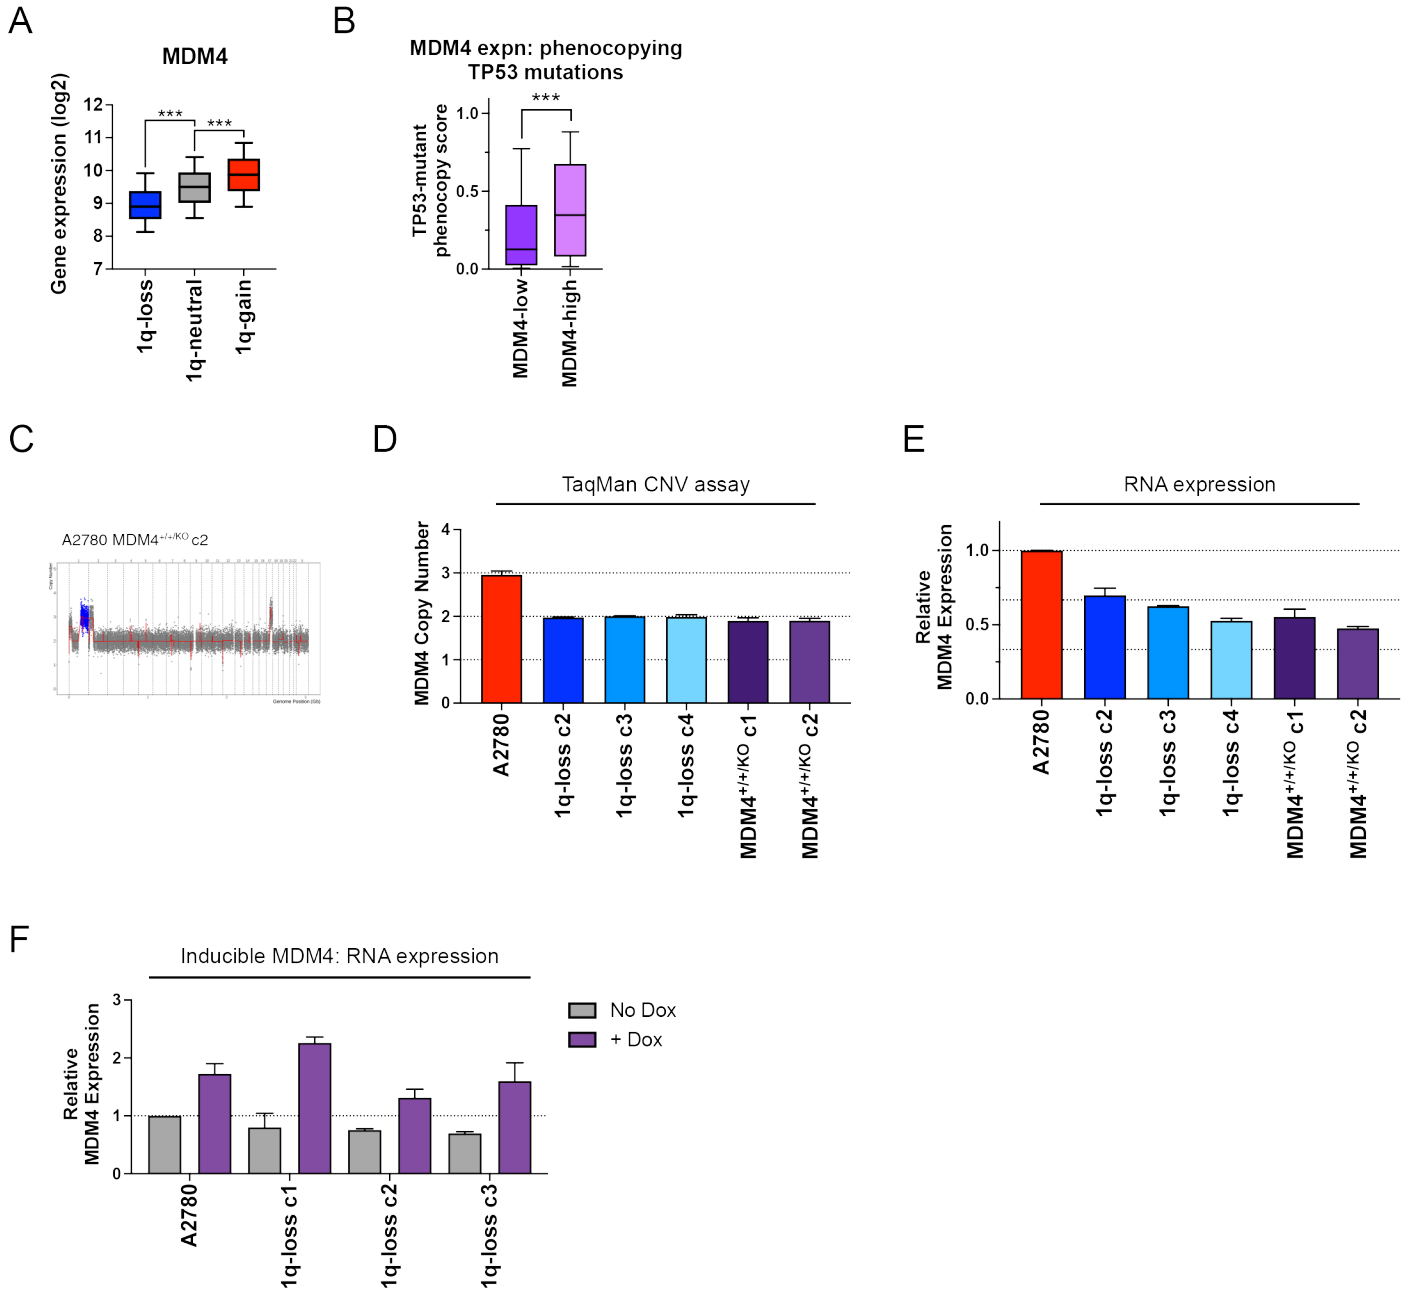 A
MDM4
Gene expression (log2)
12
11
10
9
8
7
***
***
1q-loss
1q-neutral
1q-gain
B
MDM4 expn: phenocopying
TP53 mutations
TP53-mutant
phenocopy score
1.0
0.5
0.0
***
MDM4-low
MDM4-high
C
A2780 MDM4+/+/KO c2
Copy Number
Genome Position (Gb)
D
TaqMan CNV assay
MDM4 Copy Number
4
3
2
1
0
A2780
1q-loss c2
1q-loss c3
1q-loss c4
MDM4+/+/KO c1
MDM4+/+/KO c2
E
RNA expression
Relative
MDM4 Expression
1.0
0.5
0.0
A2780
1q-loss c2
1q-loss c3
1q-loss c4
MDM4+/+/KO c1
MDM4+/+/KO c2
F
Inducible MDM4: RNA expression
Relative
MDM4 Expression
3
2
1
0
A2780
1q-loss c1
1q-loss c2
1q-loss c3
No Dox
+ Dox